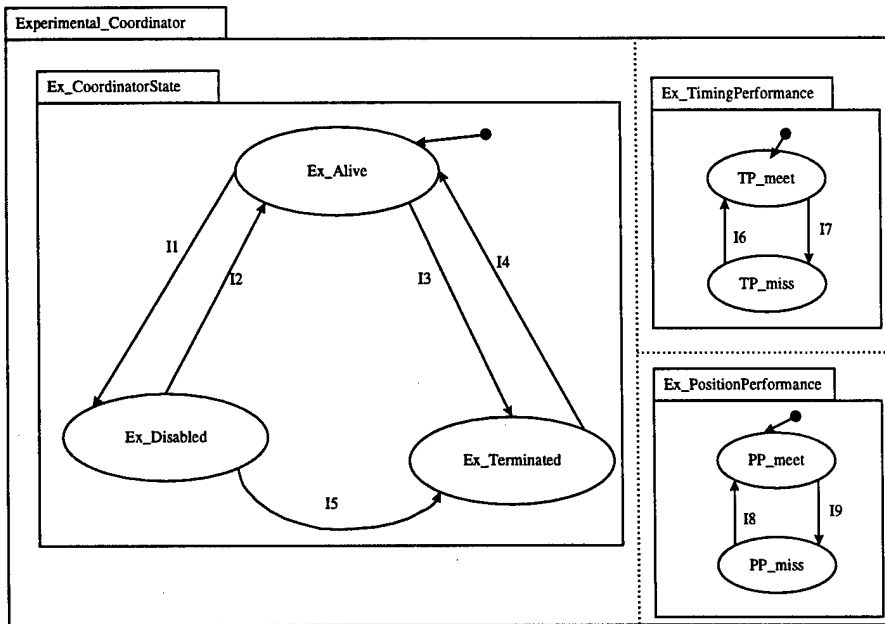 Experimental_Coordinator
Ex_CoordinatorState
Ex_Alive
I1
I2
I3
I4
Ex_Disabled
Ex_Terminated
I5
Ex_TimingPerformance
TP_meet
I6
I7
TP_miss
Ex_PositionPerformance
PP_meet
I8
I9
PP_miss